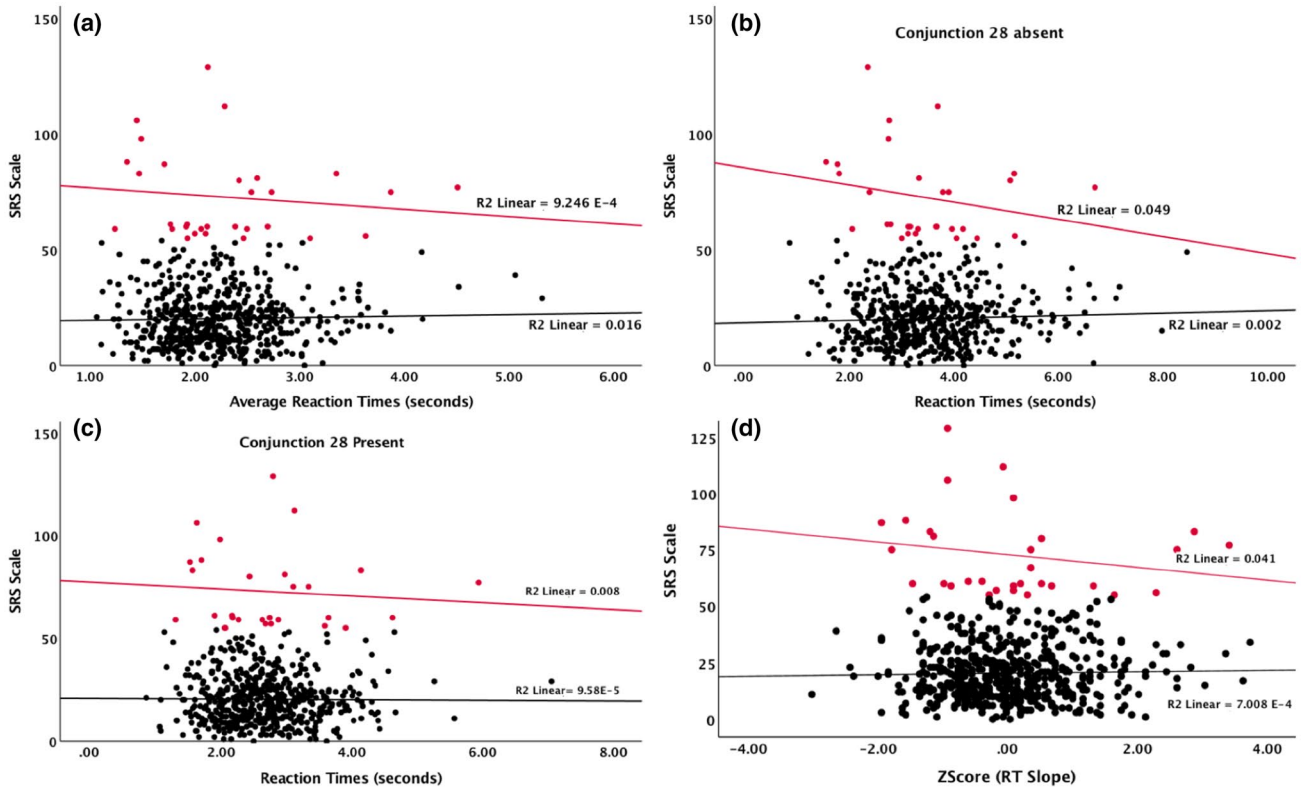 (a)
150
100
50
0
SRS Scale
R2 Linear = 9.246 E-4
R2 Linear = 0.016
1.00 2.00 3.00 4.00 5.00 6.00
Average Reaction Times (seconds)
(b)
Conjunction 28 absent
150
100
50
0
SRS Scale
R2 Linear = 0.049
R2 Linear = 0.002
.00 2.00 4.00 6.00 8.00 10.00
Reaction Times (seconds)
(c)
Conjunction 28 Present
150
100
50
0
SRS Scale
R2 Linear = 0.008
R2 Linear= 9.58E-5
.00 2.00 4.00 6.00 8.00
Reaction Times (seconds)
(d)
125
100
75
50
25
0
SRS Scale
R2 Linear = 0.041
R2 Linear = 7.008 E-4
-4.00 -2.00 .00 2.00 4.00
ZScore (RT Slope)